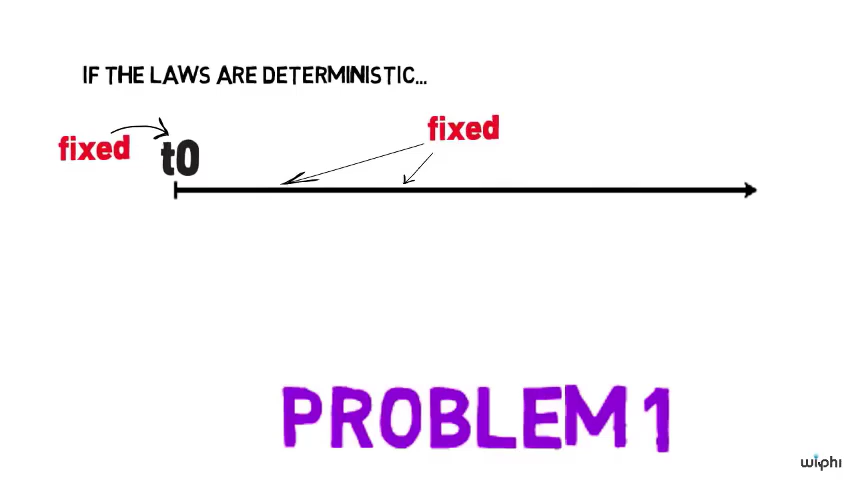 IF THE LAWS ARE DETERMINISTIC...
fixed
fixed
t0
PROBLEM 1
wiphi